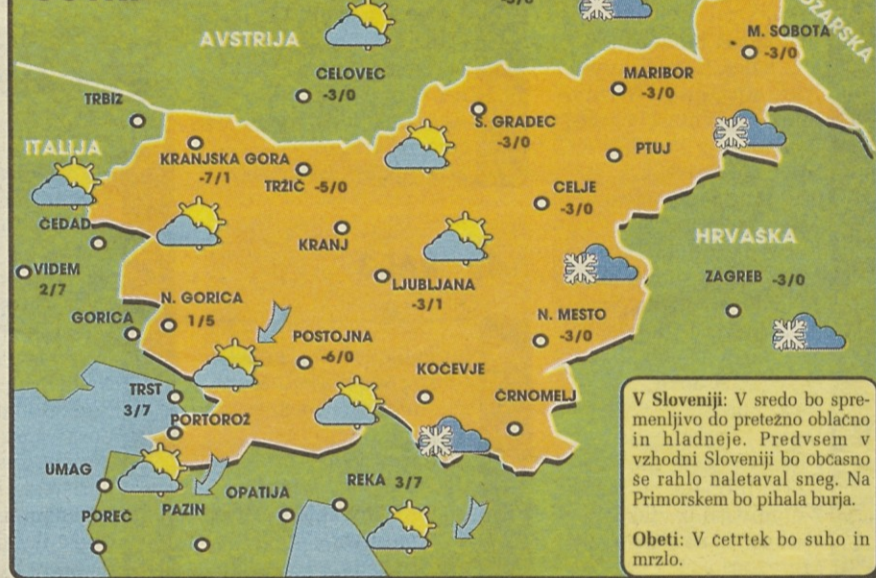 -3/0
AVSTRIJA
M. SOBOTA
-3/0
CELOVEC
-3/0
MARIBOR
-3/0
TRBIŽ
S. GRADEC
-3/0
ITALIJA
KRANJSKA GORA
-7/1
TRŽIČ -5/0
PTUJ
CELJE
-3/0
ČEDAD
KRANJ
HRVAŠKA
VIDEM
2/7
LJUBLJANA
-3/1
ZAGREB -3/0
N. GORICA
1/5
GORICA
N. MESTO
-3/0
POSTOJNA
-6/0
KOČEVJE
TRST
3/7
ČRNOMELJ
PORTOROŽ
UMAG
OPATIJA
REKA 3/7
POREČ
PAZIN
V Sloveniji: V sredo bo spre-
menljivo do pretežno oblačno
in hladneje. Predvsem v
vzhodni Sloveniji bo občasno
še rahlo naletaval sneg. Na
Primorskem bo pihala burja.
Obeti: V četrtek bo suho in
mrzlo.